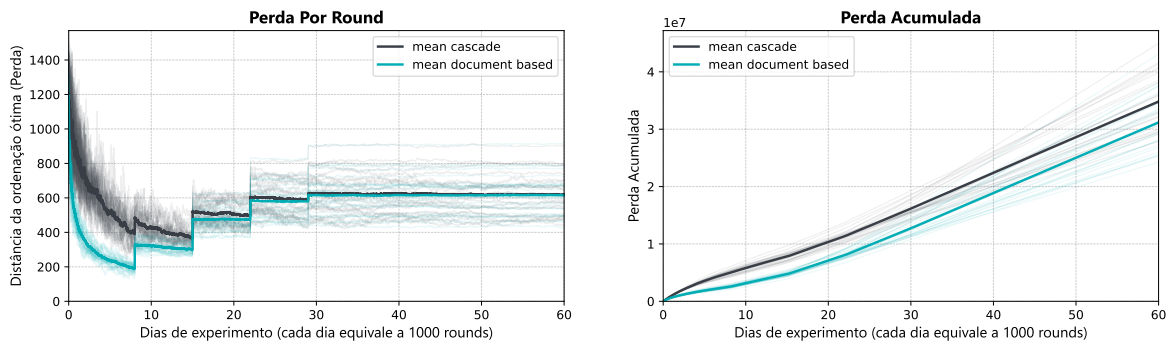 Perda Por Round
Distância da ordenação ótima (Perda)
1400
1200
1000
800
600
400
200
0
mean cascade
mean document based
0 10 20 30 40 50 60
Dias de experimento (cada dia equivale a 1000 rounds)
Perda Acumulada
1e7
Perda Acumulada
4
3
2
1
0
mean cascade
mean document based
0 10 20 30 40 50 60
Dias de experimento (cada dia equivale a 1000 rounds)